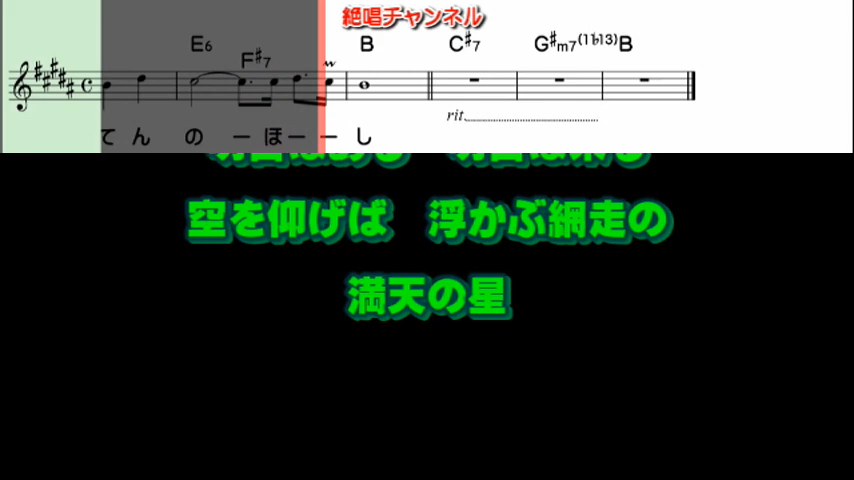 絶唱チャンネル
E6 F#7 B C#7 G#m7(11♭13)B
rit.
て ん の ー ほ ー ー し
空を仰げば 浮かぶ網走の
満天の星